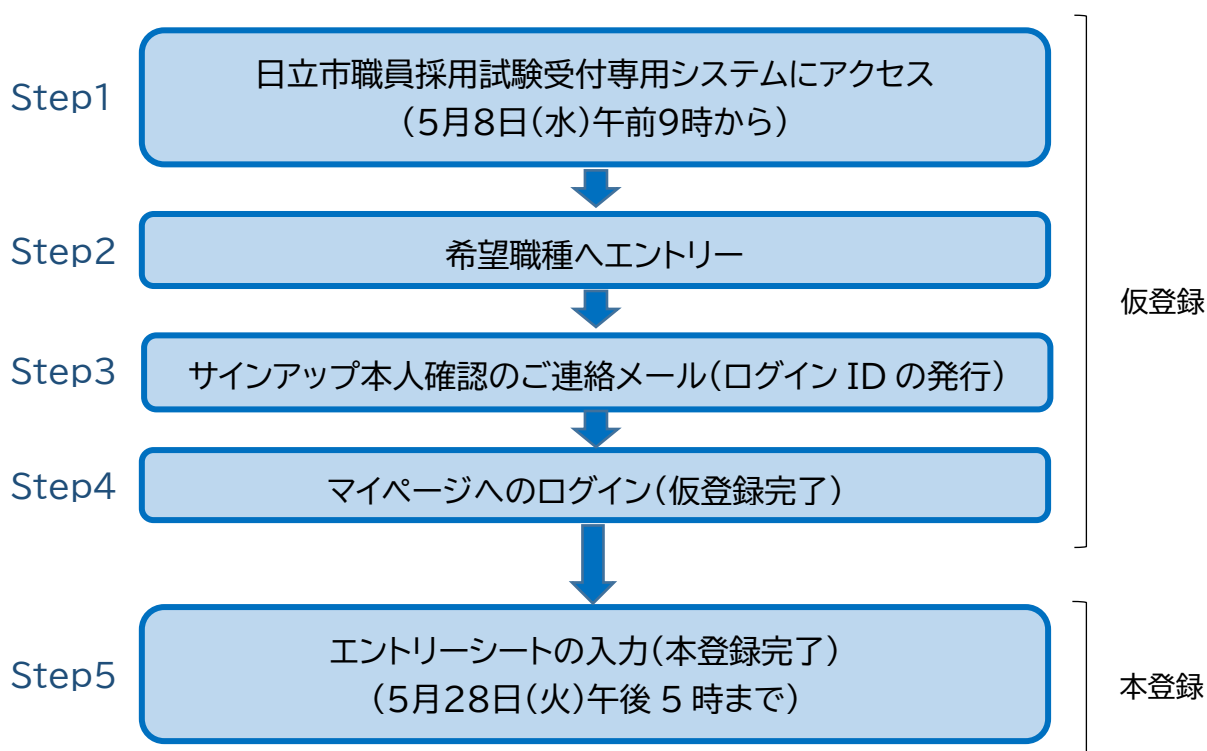 Step1
日立市職員採用試験受付専用システムにアクセス
(5月8日(水)午前9時から)
Step2
希望職種へエントリー
Step3
サインアップ本人確認のご連絡メール(ログイン ID の発行)
Step4
マイページへのログイン(仮登録完了)
仮登録
Step5
エントリーシートの入力(本登録完了)
(5月28日(火)午後 5 時まで)
本登録